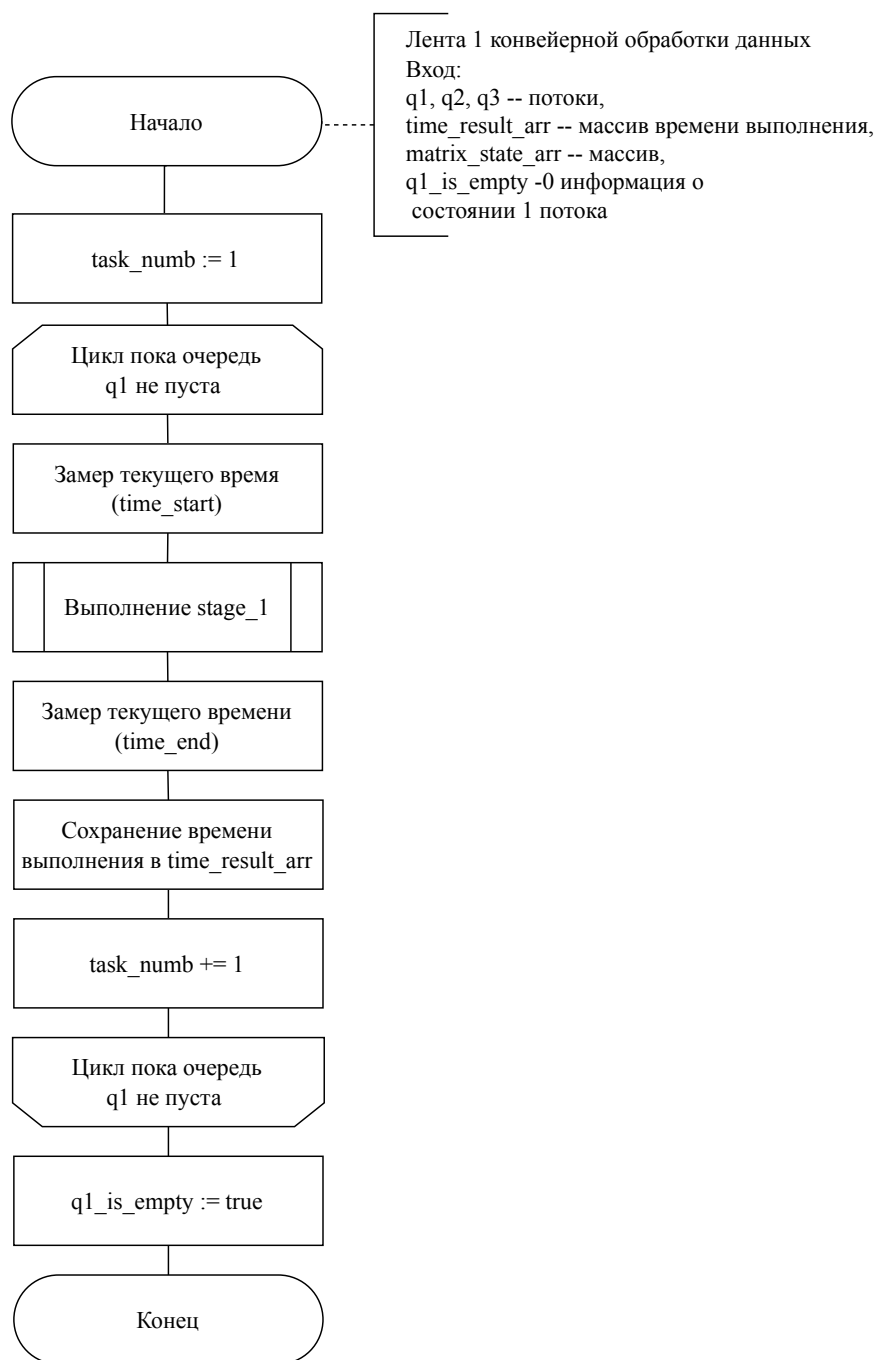 Лента 1 конвейерной обработки данных
Вход:
q1, q2, q3 -- потоки,
time_result_arr -- массив времени выполнения,
matrix_state_arr -- массив,
q1_is_empty -0 информация о
состоянии 1 потока
Начало
task_numb := 1
Цикл пока очередь
q1 не пуста
Замер текущего время
(time_start)
Выполнение stage_1
Замер текущего времени
(time_end)
Сохранение времени
выполнения в time_result_arr
task_numb += 1
Цикл пока очередь
q1 не пуста
q1_is_empty := true
Конец